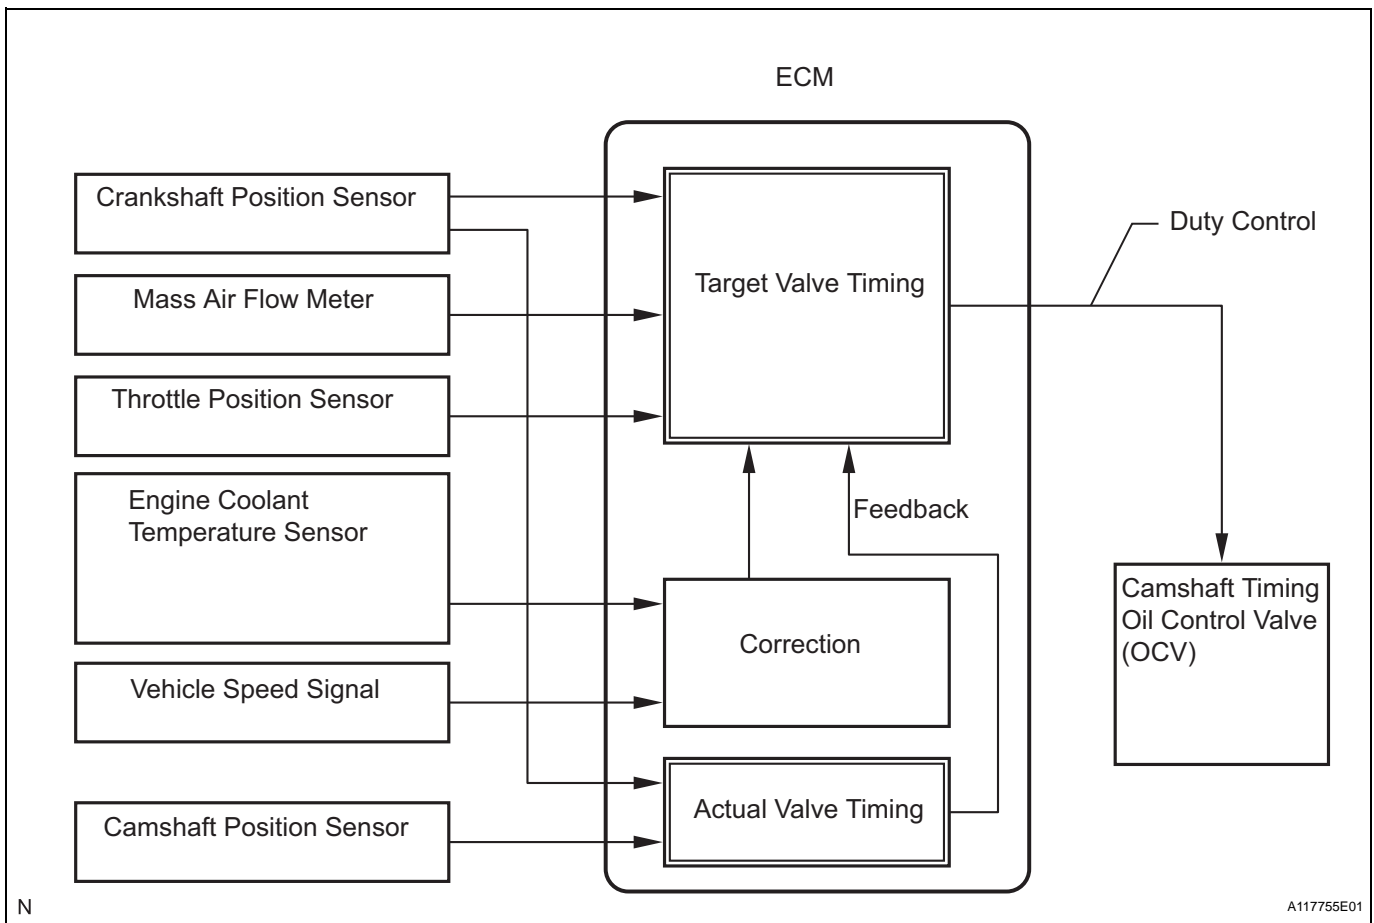 ECM
Crankshaft Position Sensor
Mass Air Flow Meter
Throttle Position Sensor
Engine Coolant
Temperature Sensor
Vehicle Speed Signal
Camshaft Position Sensor
Target Valve Timing
Feedback
Correction
Actual Valve Timing
Duty Control
Camshaft Timing
Oil Control Valve
(OCV)
N
A117755E01